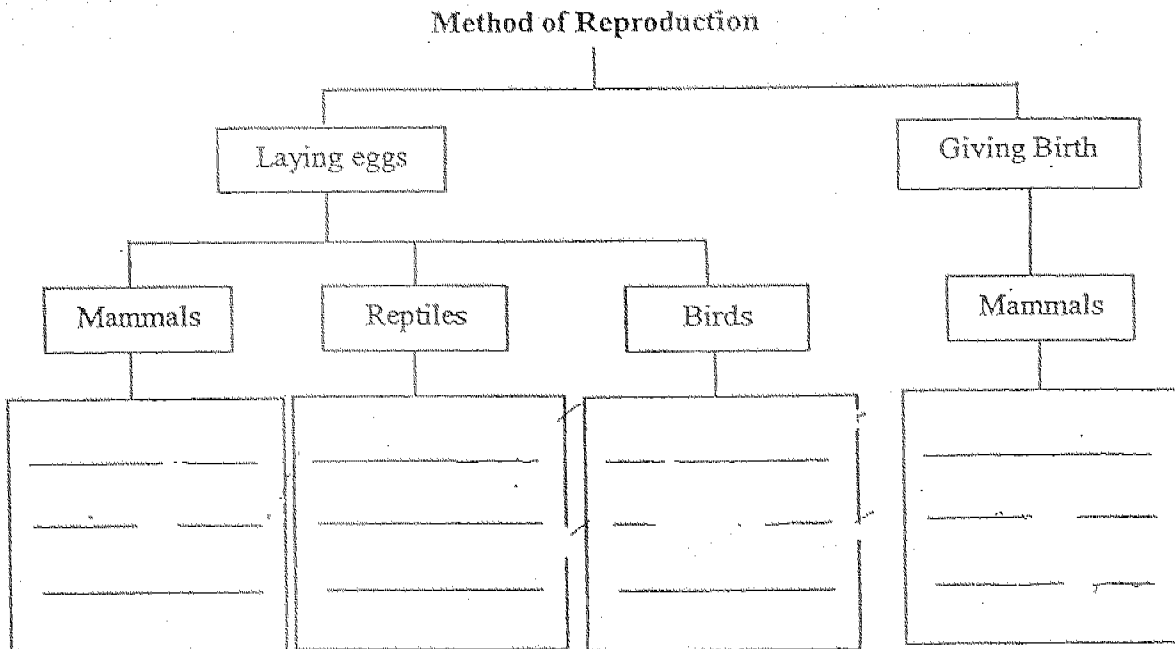 Method of Reproduction
Laying eggs
Giving Birth
Mammals
Reptiles
Birds
Mammals